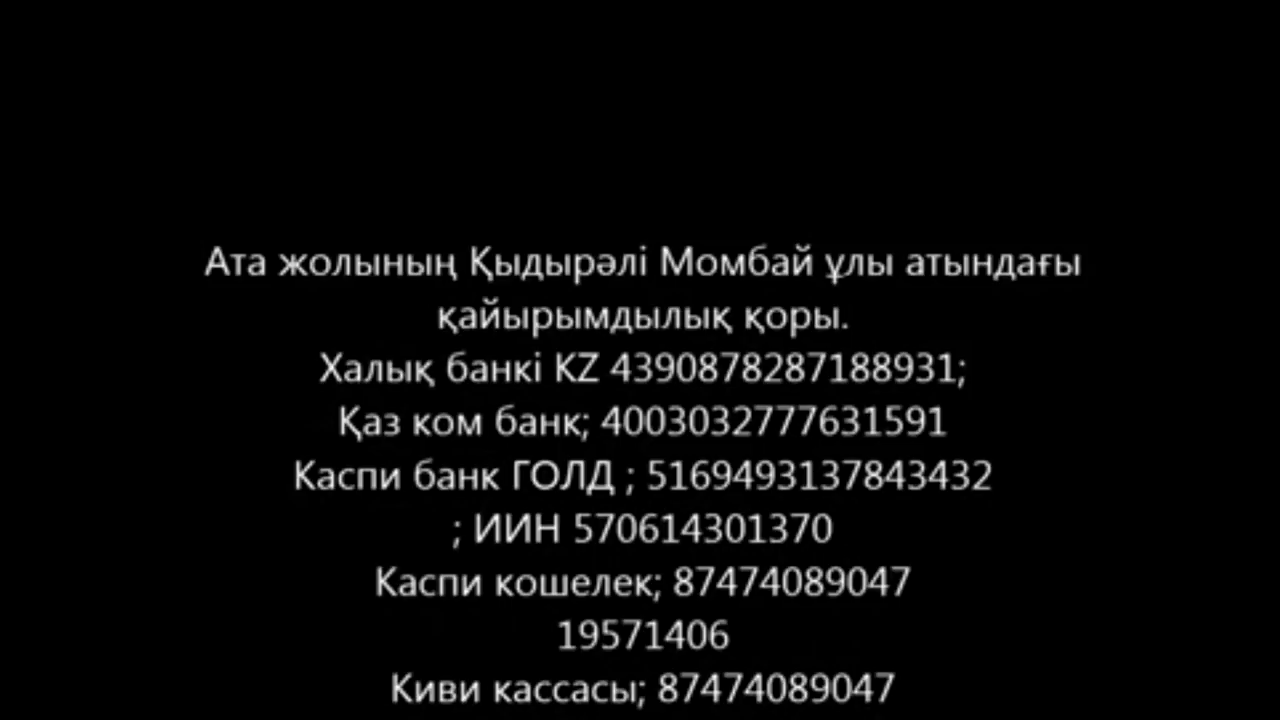 Ата жолының Қыдырәлі Момбай ұлы атындағы
қайырымдылық қоры.
Халық банкі KZ 4390878287188931;
Қаз ком банк; 4003032777631591
Каспи банк ГОЛД ; 5169493137843432
; ИИН 570614301370
Каспи кошелек; 87474089047
19571406
Киви кассасы; 87474089047